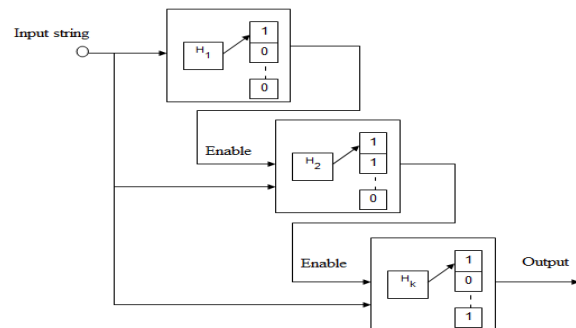 Input string
H1
1
0
0
Enable
H2
1
1
0
Enable
Hk
1
0
1
Output